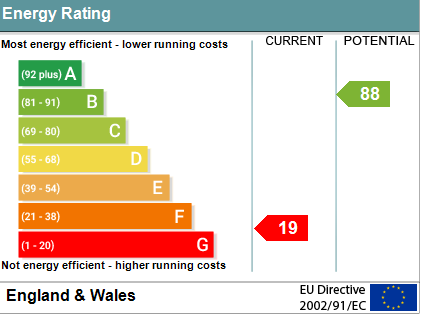 Energy Rating
Most energy efficient - lower running costs
CURRENT
POTENTIAL
(92 plus) A
(81 - 91) B
88
(69 - 80) C
(55 - 68) D
(39 - 54) E
(21 - 38) F
19
(1 - 20) G
Not energy efficient - higher running costs
England & Wales
EU Directive
2002/91/EC